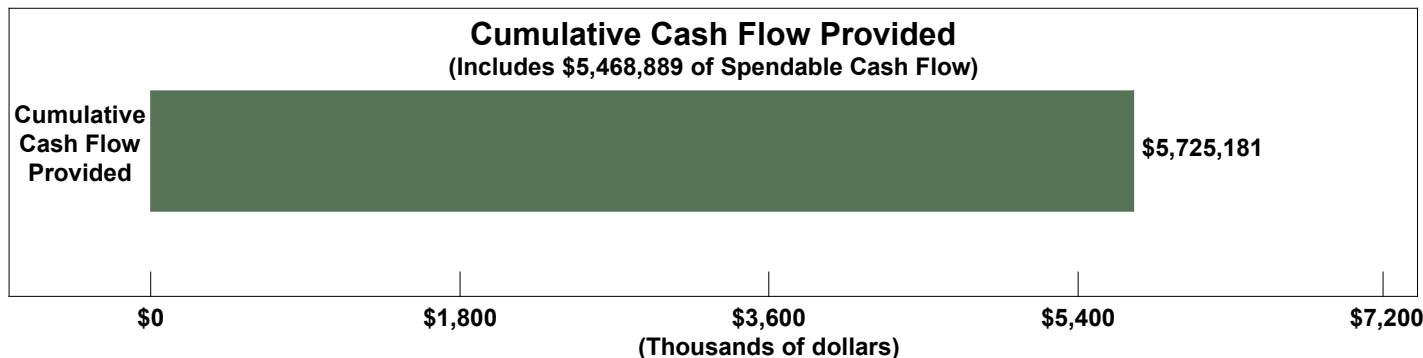 Cumulative Cash Flow Provided
(Includes $5,468,889 of Spendable Cash Flow)
Cumulative
Cash Flow
Provided
$5,725,181
$0 $1,800 $3,600 $5,400 $7,200
(Thousands of dollars)